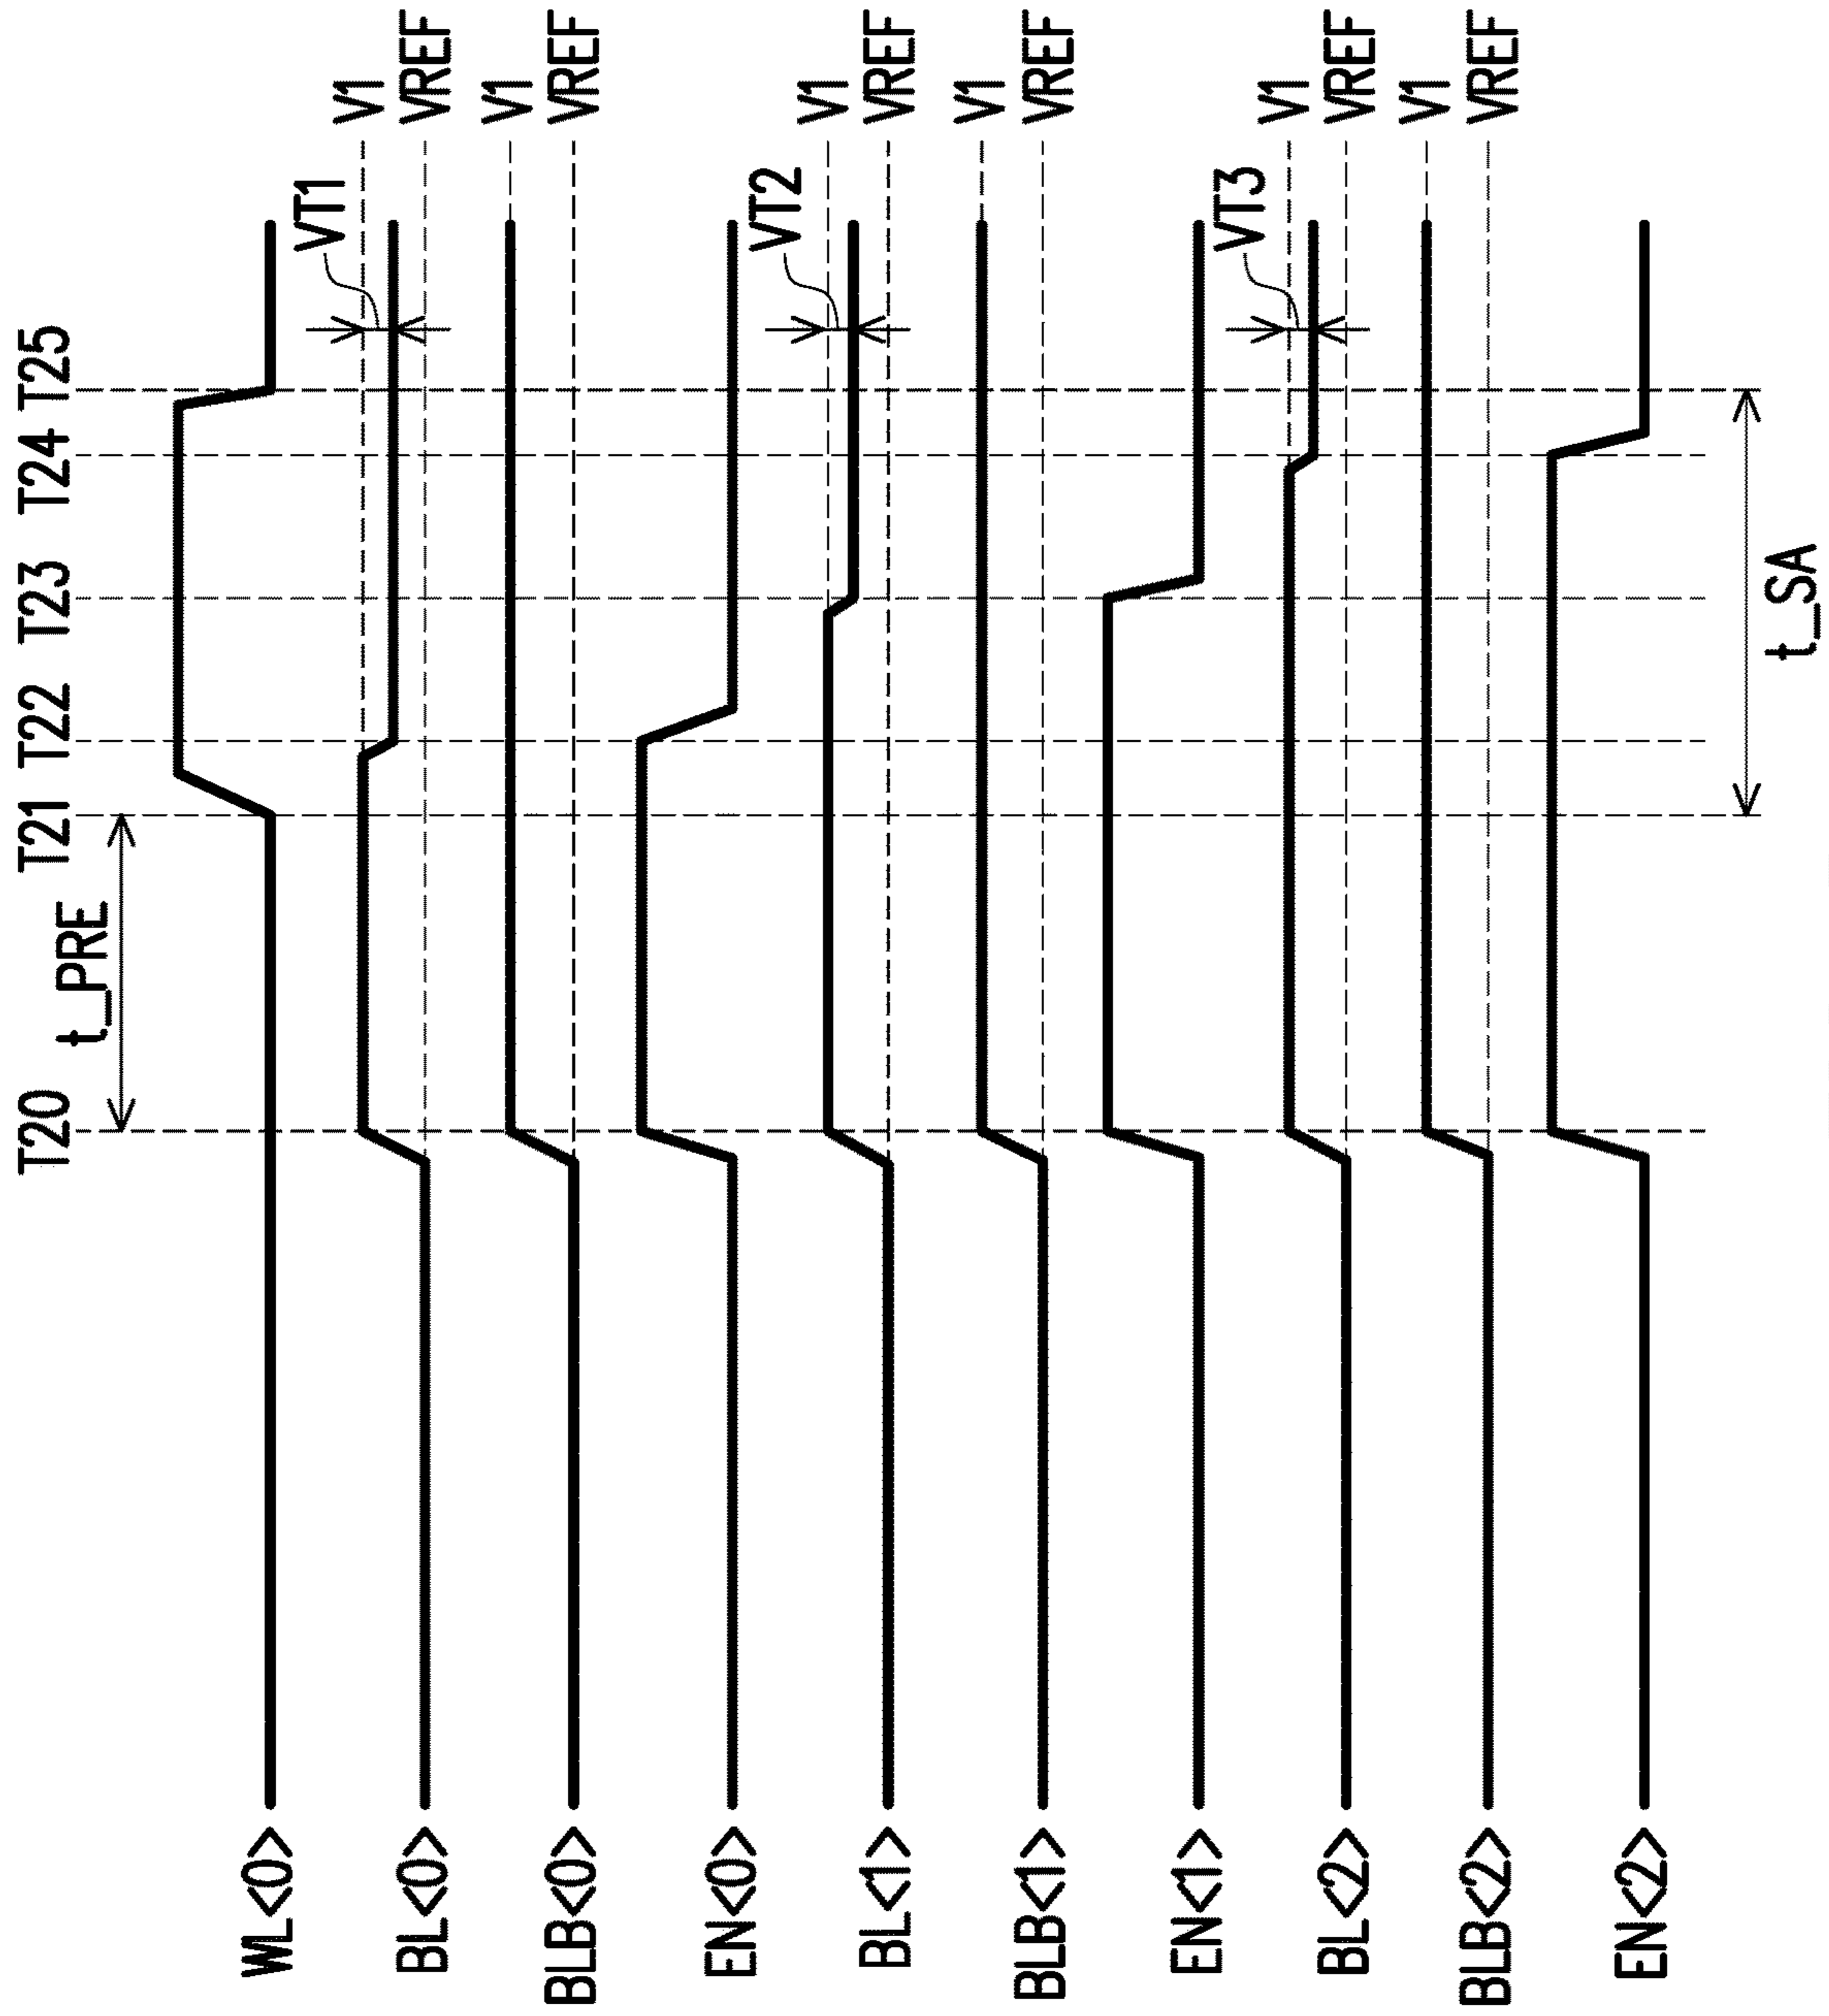 T20 T21 T22 T23 T24 T25
t_PRE
WL<0>
VT1
V1
BL<0> VREF
V1
BLB<0> VREF
EN<0>
VT2
V1
BL<1> VREF
V1
BLB<1> VREF
EN<1>
VT3
V1
BL<2> VREF
V1
BLB<2> VREF
EN<2>
t_SA